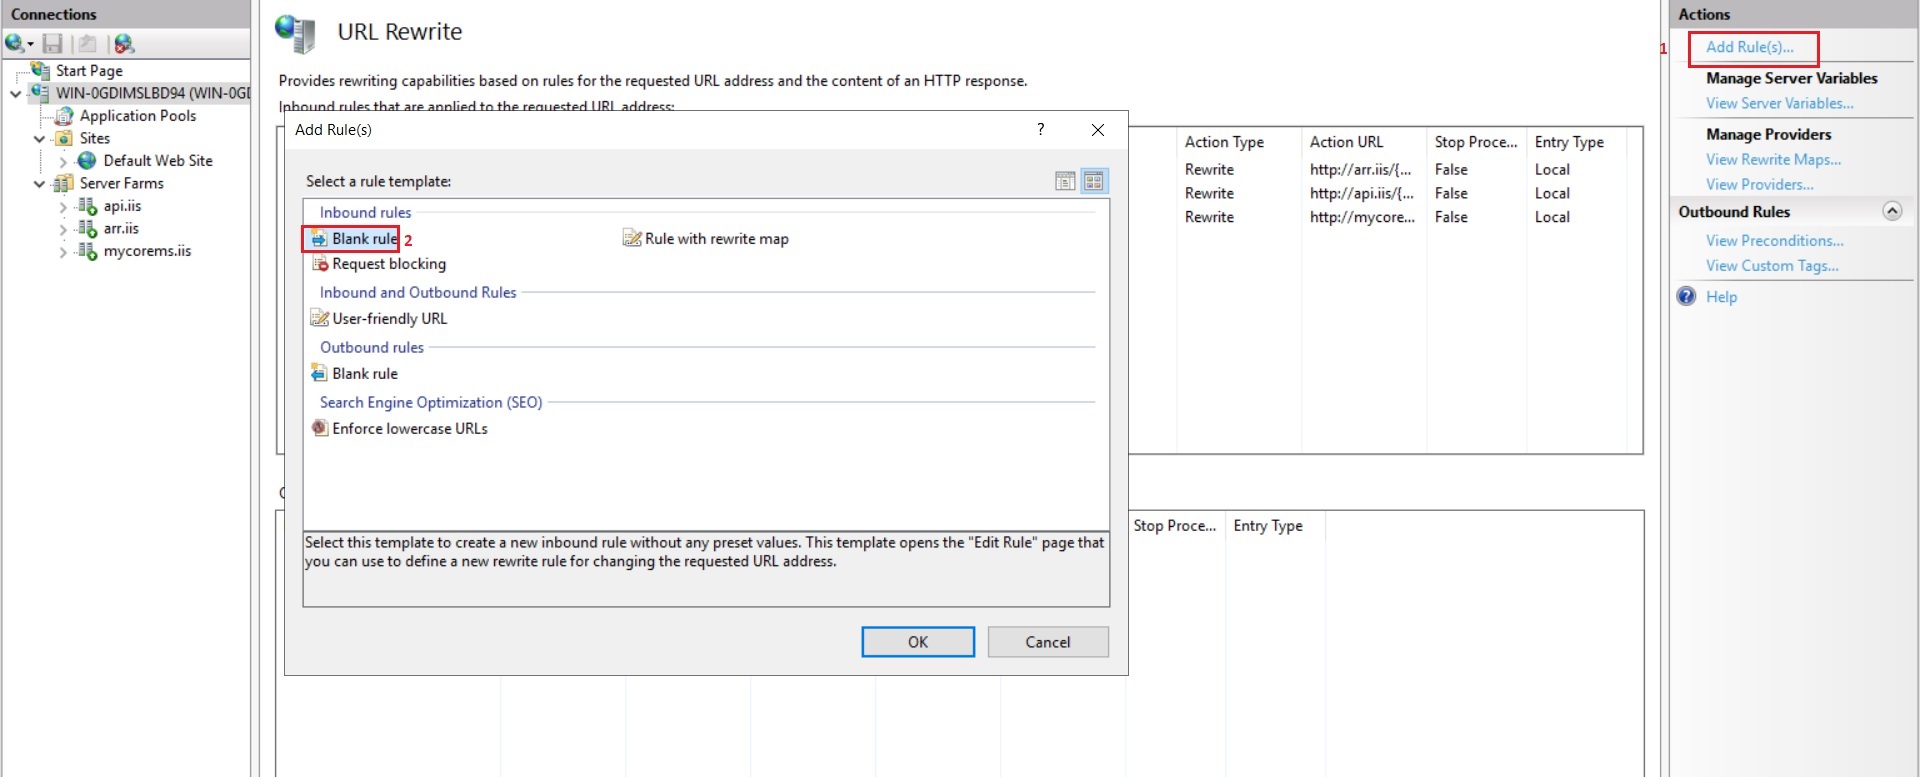 Connections
Start Page
WIN-0GDIMSLBD94 (WIN-0GD
Application Pools
Sites
Default Web Site
Server Farms
api.iis
arr.iis
mycorems.iis
URL Rewrite
Provides rewriting capabilities based on rules for the requested URL address and the content of an HTTP response.
Inbound rules that are applied to the requested URL address:
Action Type Action URL Stop Proce... Entry Type
Rewrite http://arr.iis/{... False Local
Rewrite http://api.iis/{... False Local
Rewrite http://mycore... False Local
Stop Proce... Entry Type
Add Rule(s)
?
Select a rule template:
Inbound rules
Blank rule 2 Rule with rewrite map
Request blocking
Inbound and Outbound Rules
User-friendly URL
Outbound rules
Blank rule
Search Engine Optimization (SEO)
Enforce lowercase URLs
Select this template to create a new inbound rule without any preset values. This template opens the "Edit Rule" page that
you can use to define a new rewrite rule for changing the requested URL address.
OK Cancel
Actions
1 Add Rule(s)...
Manage Server Variables
View Server Variables...
Manage Providers
View Rewrite Maps...
View Providers...
Outbound Rules
View Preconditions...
View Custom Tags...
Help